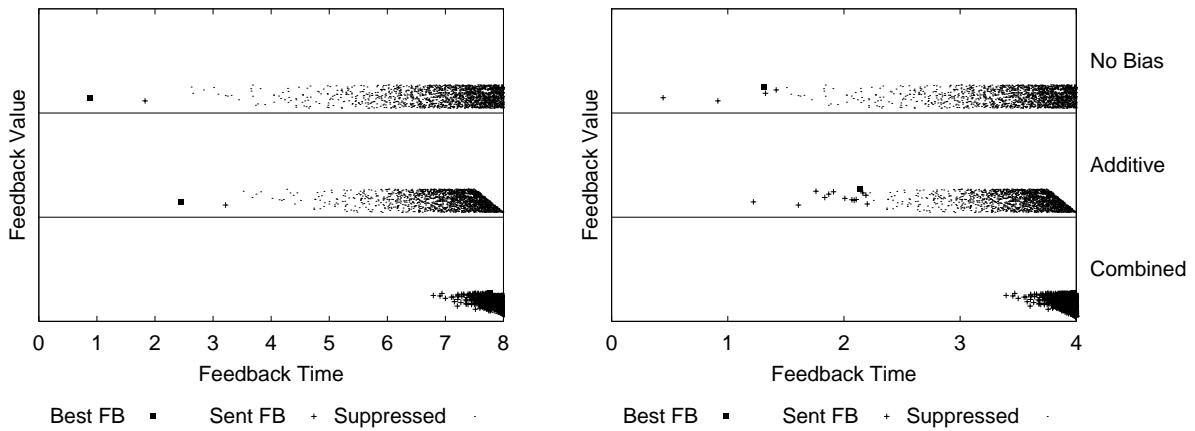 Feedback Value
0 1 2 3 4 5 6 7 8
Feedback Time
Best FB Sent FB Suppressed
Feedback Value
No Bias
Additive
Combined
0 1 2 3 4
Feedback Time
Best FB Sent FB Suppressed